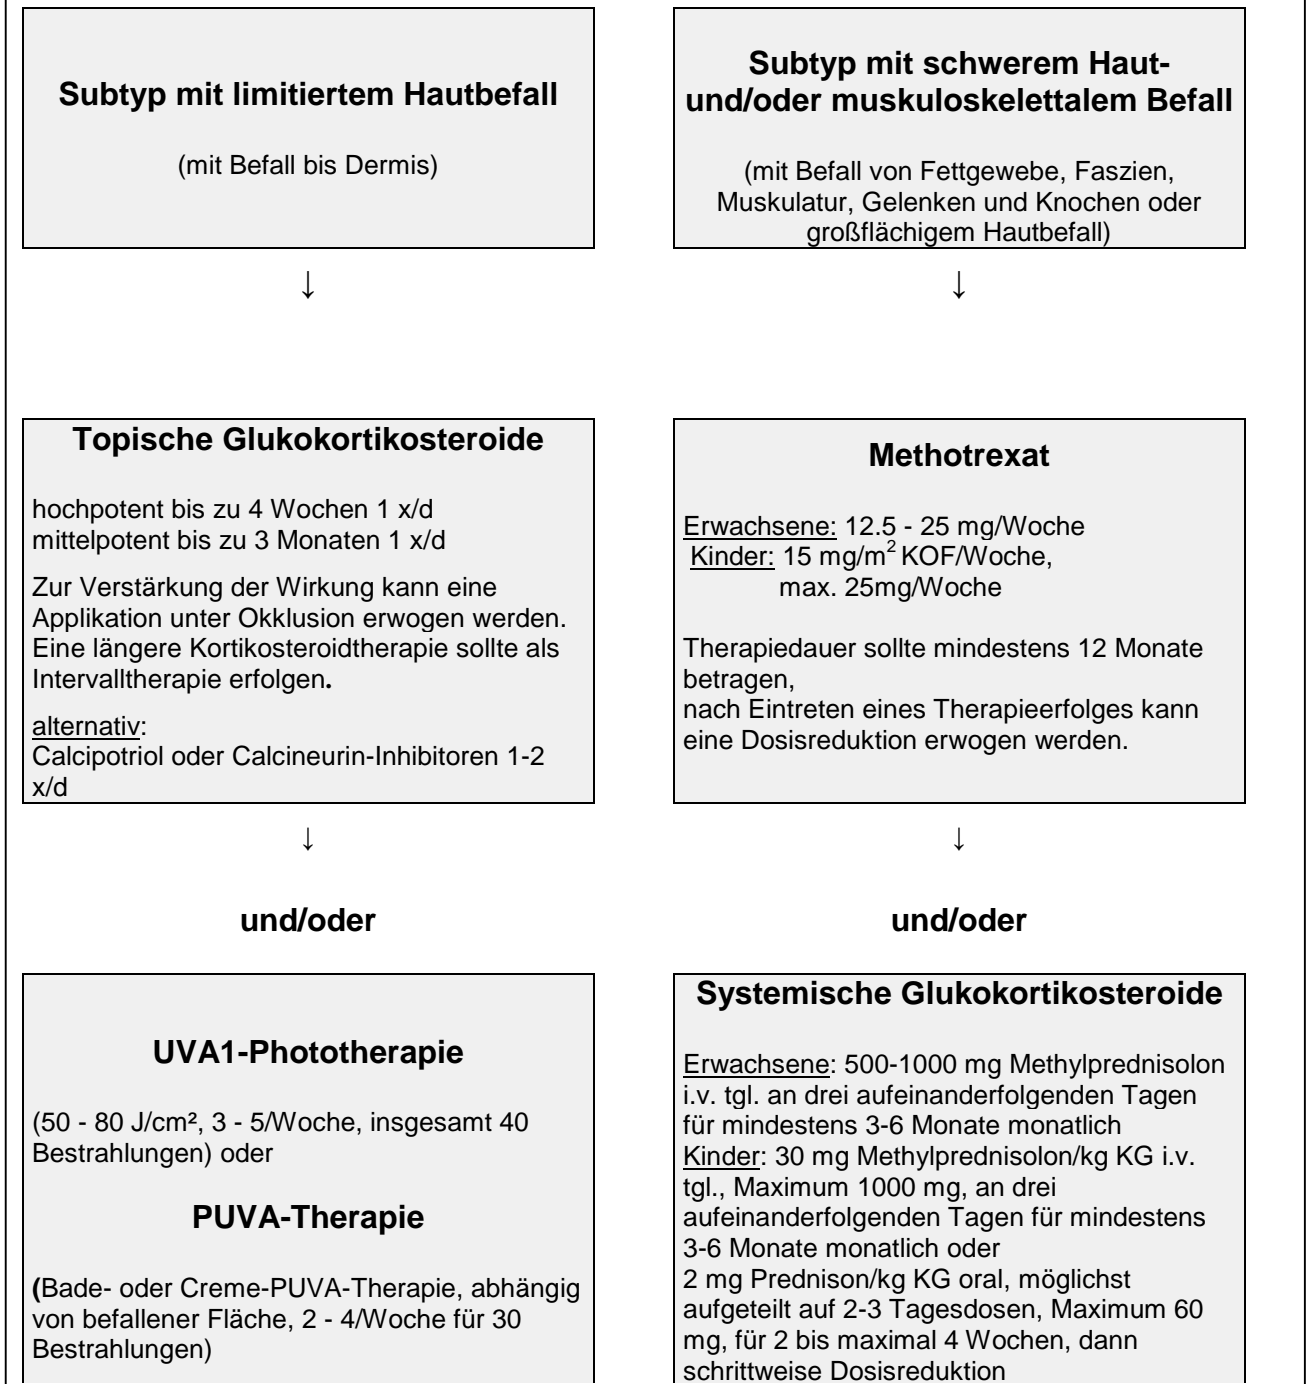 Subtyp mit limitiertem Hautbefall
(mit Befall bis Dermis)
Subtyp mit schwerem Haut-
und/oder muskuloskelettalem Befall
(mit Befall von Fettgewebe, Faszien,
Muskulatur, Gelenken und Knochen oder
großflächigem Hautbefall)
↓
↓
Topische Glukokortikosteroide
hochpotent bis zu 4 Wochen 1 x/d
mittelpotent bis zu 3 Monaten 1 x/d
Zur Verstärkung der Wirkung kann eine
Applikation unter Okklusion erwogen werden.
Eine längere Kortikosteroidtherapie sollte als
Intervalltherapie erfolgen.
alternativ:
Calcipotriol oder Calcineurin-Inhibitoren 1-2
x/d
Methotrexat
Erwachsene: 12.5 - 25 mg/Woche
Kinder: 15 mg/m² KOF/Woche,
max. 25mg/Woche
Therapiedauer sollte mindestens 12 Monate
betragen,
nach Eintreten eines Therapieerfolges kann
eine Dosisreduktion erwogen werden.
↓
↓
und/oder
und/oder
UVA1-Phototherapie
(50 - 80 J/cm², 3 - 5/Woche, insgesamt 40
Bestrahlungen) oder
PUVA-Therapie
(Bade- oder Creme-PUVA-Therapie, abhängig
von befallener Fläche, 2 - 4/Woche für 30
Bestrahlungen)
Systemische Glukokortikosteroide
Erwachsene: 500-1000 mg Methylprednisolon
i.v. tgl. an drei aufeinanderfolgenden Tagen
für mindestens 3-6 Monate monatlich
Kinder: 30 mg Methylprednisolon/kg KG i.v.
tgl., Maximum 1000 mg, an drei
aufeinanderfolgenden Tagen für mindestens
3-6 Monate monatlich oder
2 mg Prednison/kg KG oral, möglichst
aufgeteilt auf 2-3 Tagesdosen, Maximum 60
mg, für 2 bis maximal 4 Wochen, dann
schrittweise Dosisreduktion